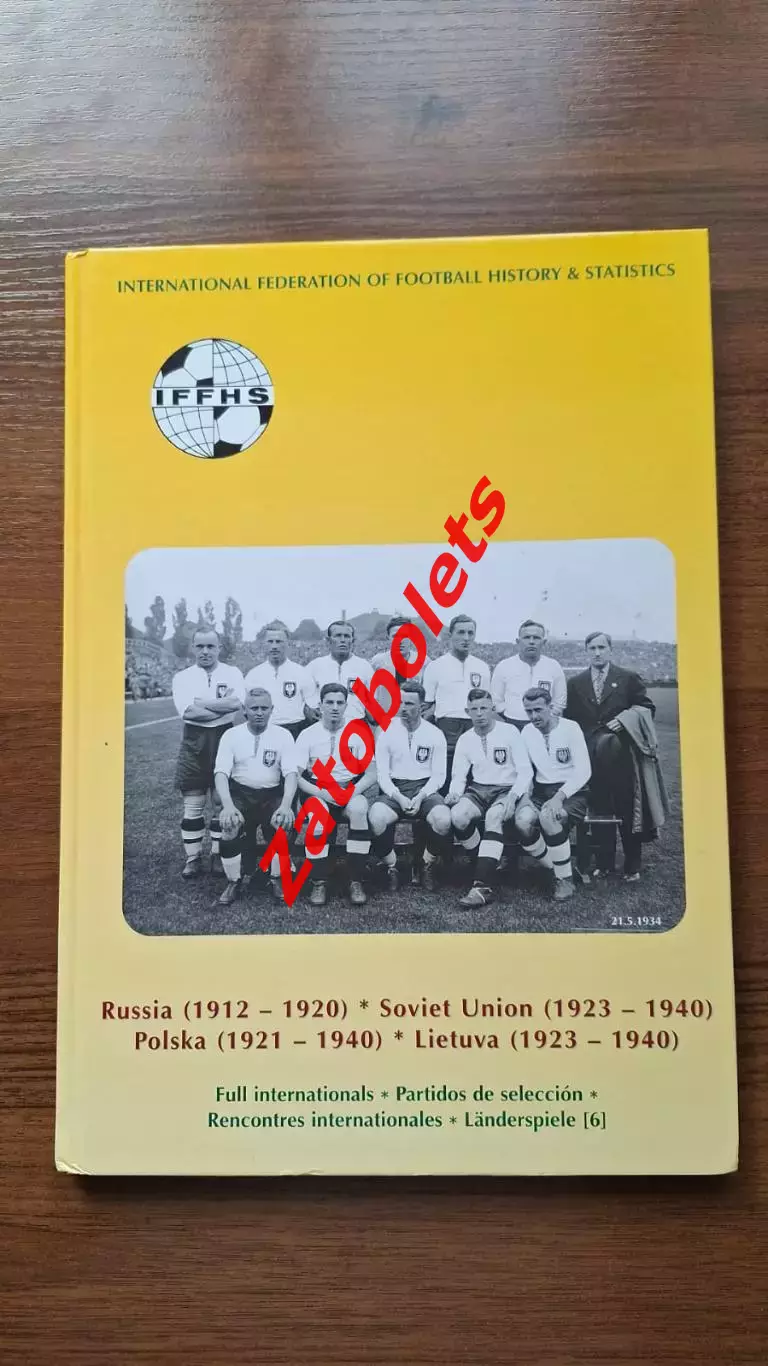 INTERNATIONAL FEDERATION OF FOOTBALL HISTORY & STATISTICS
IFFHS
Zatobolets
21.5.1934
Russia (1912 – 1920) * Soviet Union (1923 – 1940)
Polska (1921 – 1940) * Lietuva (1923 – 1940)
Full internationals * Partidos de selección *
Rencontres internationales * Länderspiele [6]